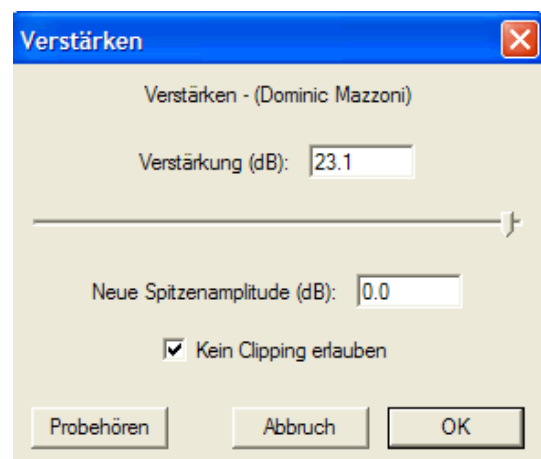 Verstärken
Verstärken - (Dominic Mazzoni)
Verstärkung (dB): 23.1
Neue Spitzenamplitude (dB): 0.0
Kein Clipping erlauben
Probehören Abbruch OK